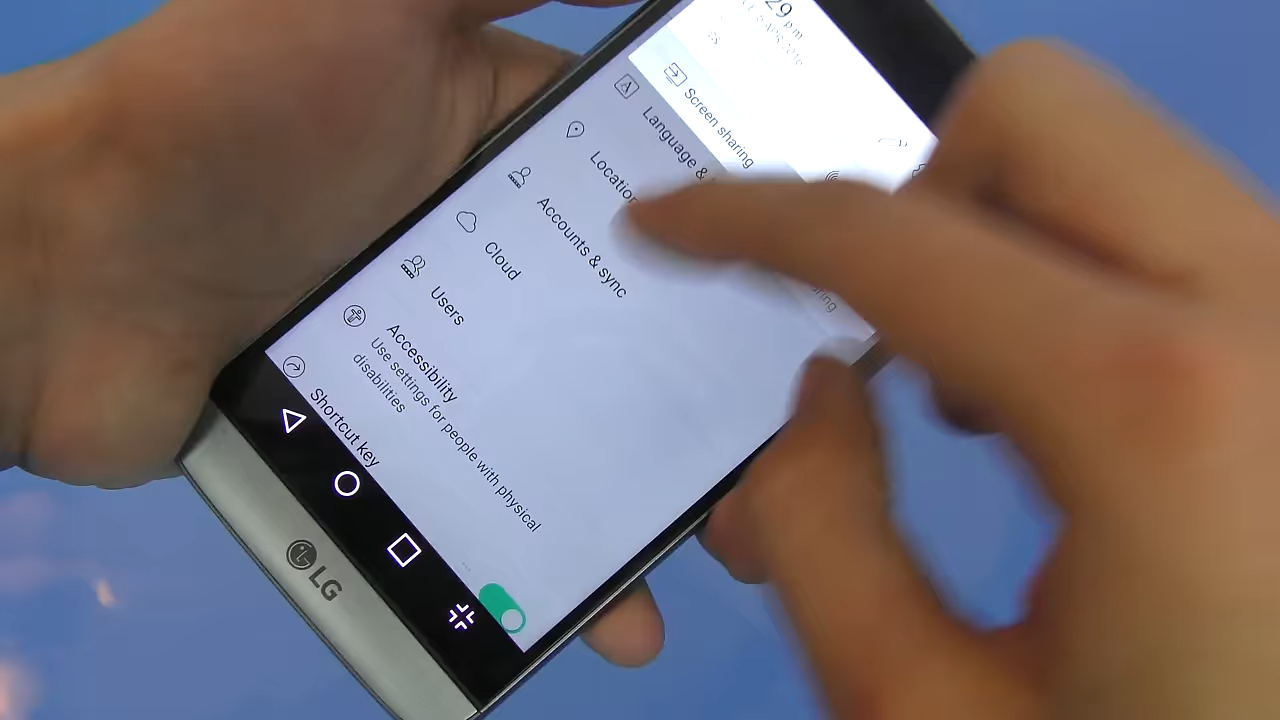 29 p.m
Screen sharing
Language &
Location
Accounts & sync
Cloud
Users
Accessibility
Use settings for people with physical
disabilities
Shortcut key
LG